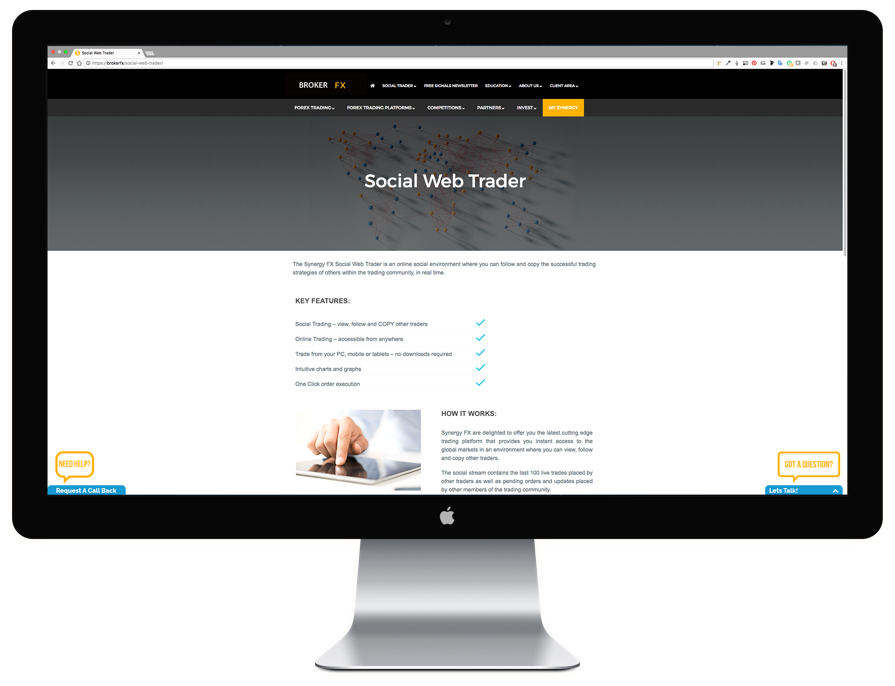 Social Web Trader
https://brokerfx/social-web-trader/
BROKER FX
SOCIAL TRADER
FREE SIGNALS NEWSLETTER
EDUCATION
ABOUT US
CLIENT AREA
FOREX TRADING
FOREX TRADING PLATFORMS
COMPETITIONS
PARTNERS
INVEST
MY SYNERGY
Social Web Trader
The Synergy FX Social Web Trader is an online social environment where you can follow and copy the successful trading
strategies of others within the trading community, in real time.
KEY FEATURES:
Social Trading – view, follow and COPY other traders
Online Trading – accessible from anywhere
Trade from your PC, mobile or tablets – no downloads required
Intuitive charts and graphs
One Click order execution
HOW IT WORKS:
Synergy FX are delighted to offer you the latest cutting edge
trading platform that provides you instant access to the
global markets in an environment where you can view, follow
and copy other traders.
The social stream contains the last 100 live trades placed by
other traders as well as pending orders and updates placed
by other members of the trading community.
NEED HELP?
Request A Call Back
GOT A QUESTION?
Lets Talk!